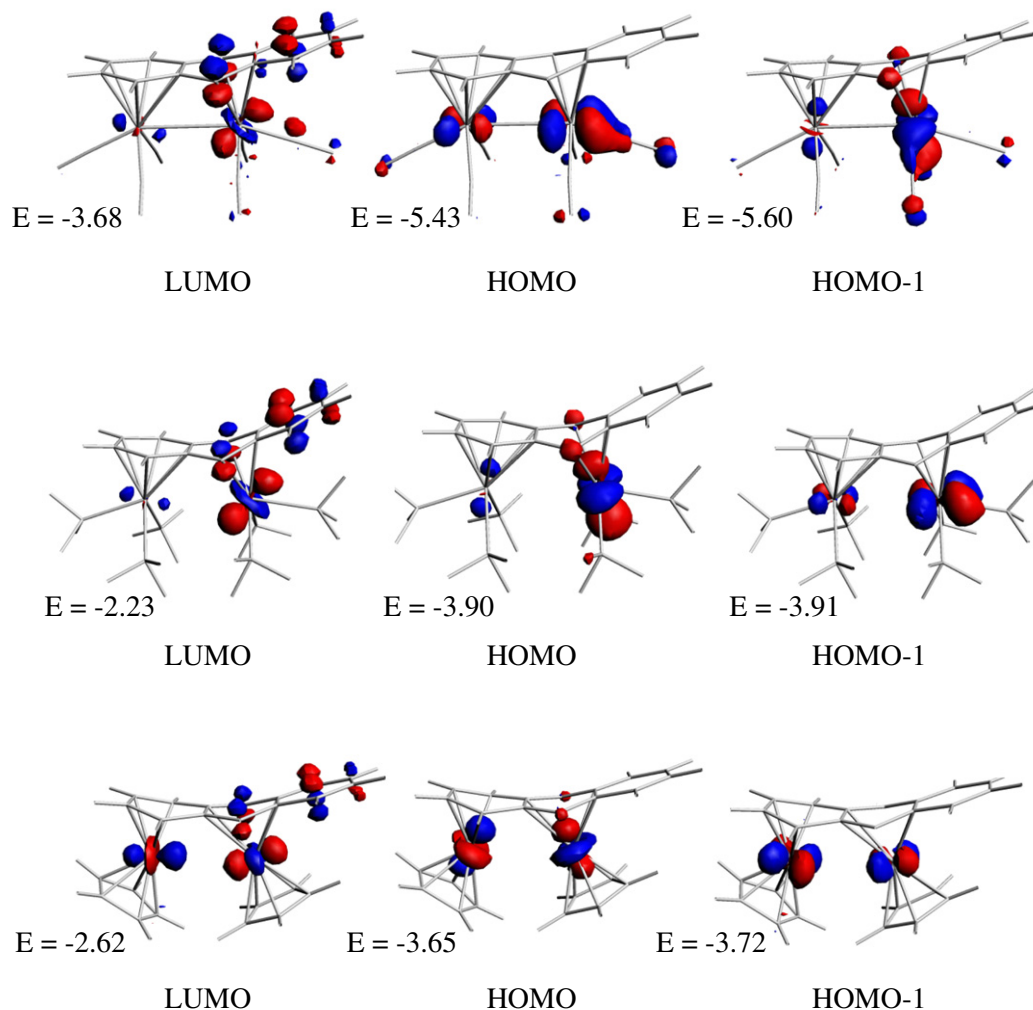 E = -3.68 E = -5.43 E = -5.60
LUMO HOMO HOMO-1
E = -2.23 E = -3.90 E = -3.91
LUMO HOMO HOMO-1
E = -2.62 E = -3.65 E = -3.72
LUMO HOMO HOMO-1